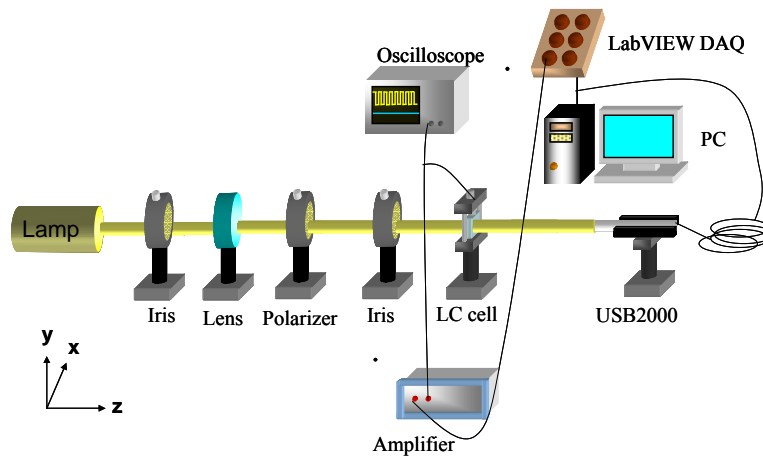 LabVIEW DAQ
Oscilloscope
PC
Lamp
Iris
Lens
Polarizer
Iris
LC cell
USB2000
y
x
z
Amplifier